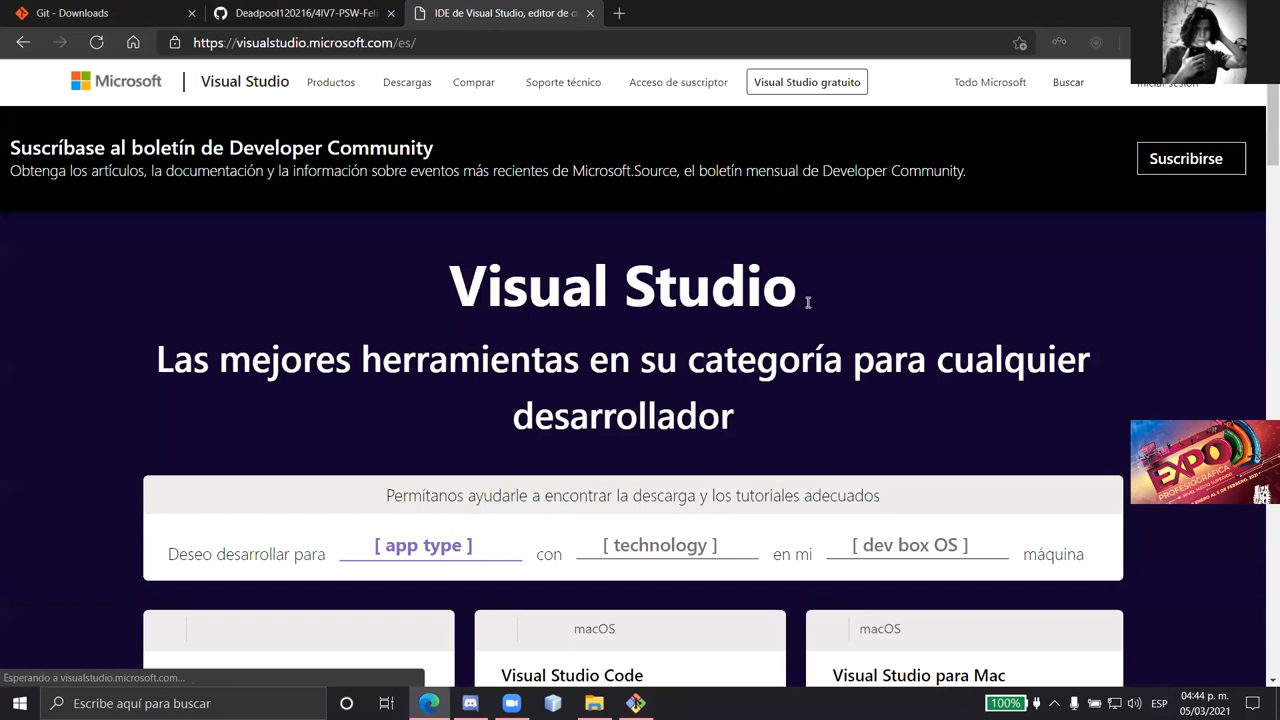 Git - Downloads
Deadpool120216/4IV7-PSW-Feli
IDE de Visual Studio, editor de c
https://visualstudio.microsoft.com/es/
Microsoft
Visual Studio
Productos
Descargas
Comprar
Soporte técnico
Acceso de suscriptor
Visual Studio gratuito
Todo Microsoft
Buscar
Iniciar sesión
Suscríbase al boletín de Developer Community
Obtenga los artículos, la documentación y la información sobre eventos más recientes de Microsoft.Source, el boletín mensual de Developer Community.
Suscribirse
Visual Studio
Las mejores herramientas en su categoría para cualquier
desarrollador
EXPO
PROFESIOGRÁFICA
Permítanos ayudarle a encontrar la descarga y los tutoriales adecuados
Deseo desarrollar para [ app type ] con [ technology ] en mi [ dev box OS ] máquina
macOS
macOS
Visual Studio Code
Visual Studio para Mac
Esperando a visualstudio.microsoft.com...
Escribe aquí para buscar
100%
ESP
04:44 p. m.
05/03/2021